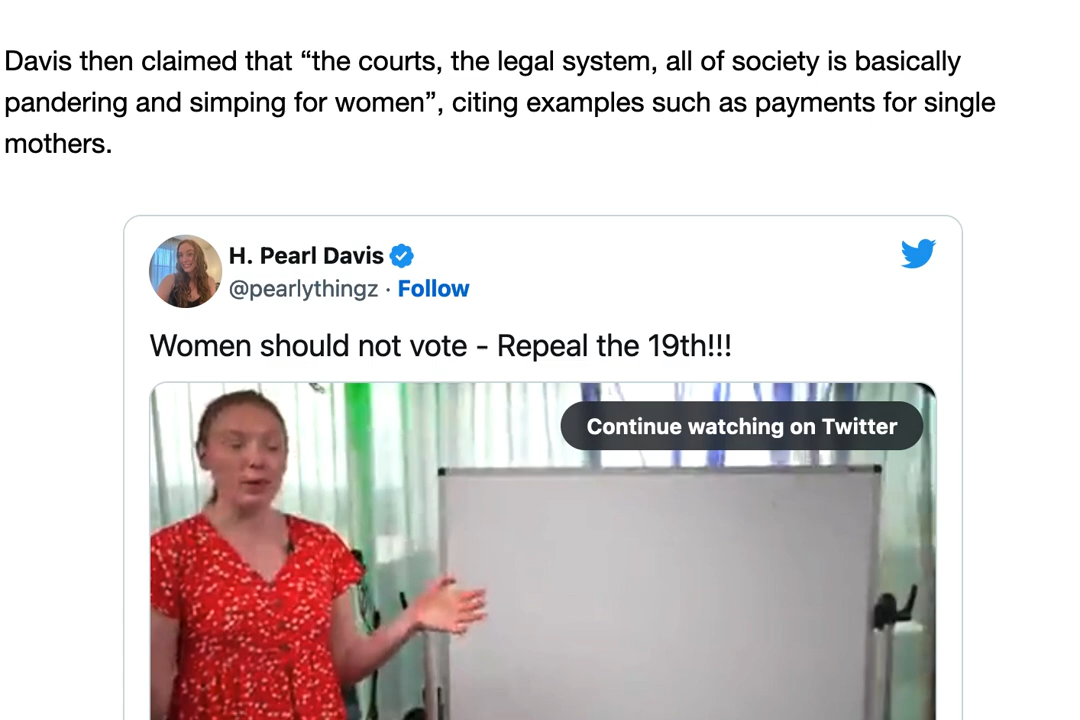 Davis then claimed that “the courts, the legal system, all of society is basically
pandering and simping for women”, citing examples such as payments for single
mothers.
H. Pearl Davis
@pearlythingz · Follow
Women should not vote - Repeal the 19th!!!
Continue watching on Twitter